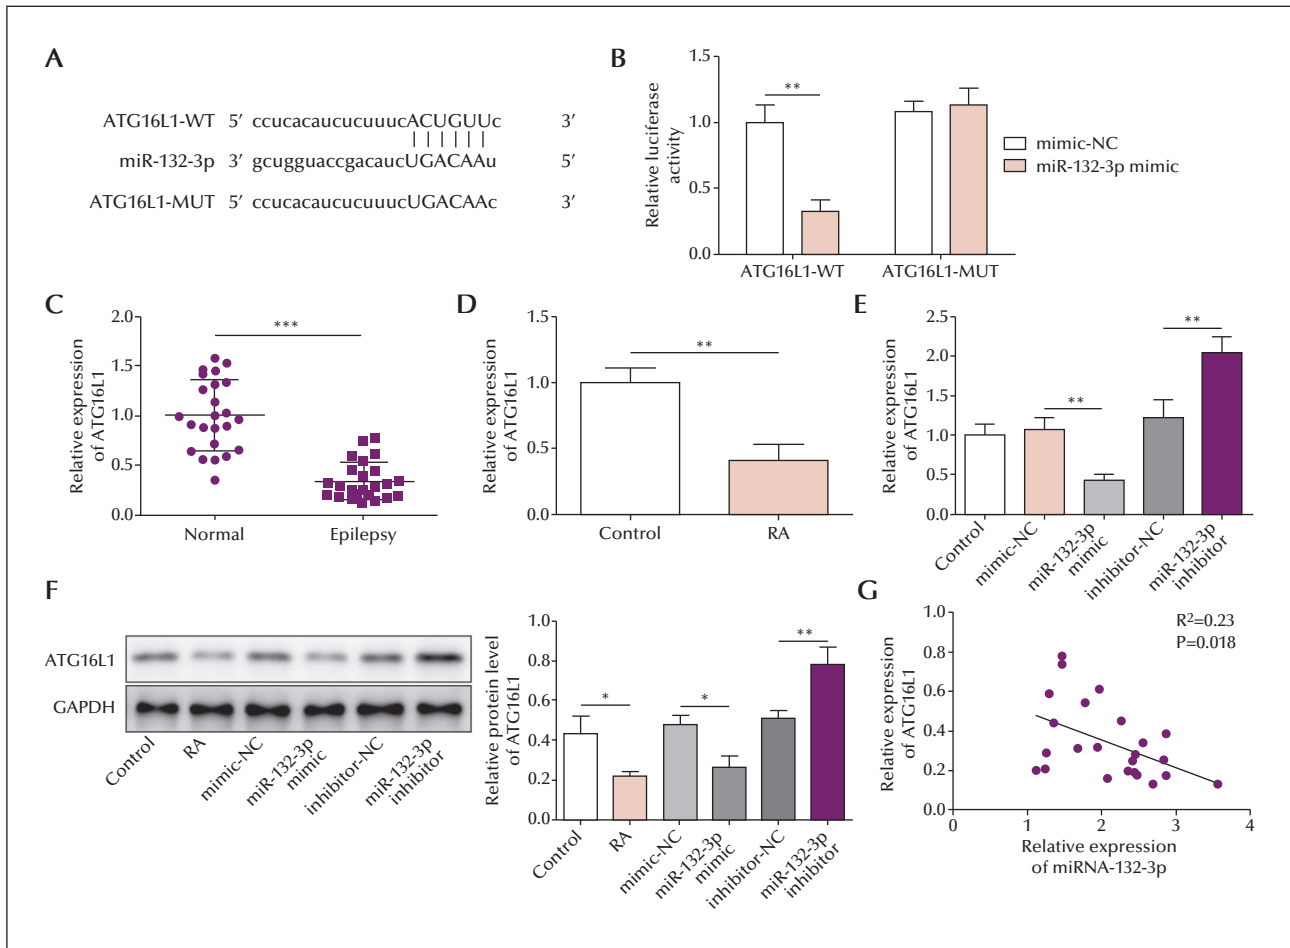 A
ATG16L1-WT 5′ ccucacaucucuuucACUGUUc 3′
miR-132-3p 3′ gcugguaccgacaucUGACAAu 5′
ATG16L1-MUT 5′ ccucacaucucuuucUGACAAc 3′
B
Relative luciferase
activity
1.5
1.0
0.5
0.0
**
ATG16L1-WT
ATG16L1-MUT
mimic-NC
miR-132-3p mimic
C
Relative expression
of ATG16L1
2.0
1.5
1.0
0.5
0.0
***
Normal
Epilepsy
D
Relative expression
of ATG16L1
1.5
1.0
0.5
0.0
**
Control
RA
E
Relative expression
of ATG16L1
2.5
2.0
1.5
1.0
0.5
0.0
**
**
Control
mimic-NC
miR-132-3p
mimic
inhibitor-NC
miR-132-3p
inhibitor
F
ATG16L1
GAPDH
Control
RA
mimic-NC
miR-132-3p
mimic
inhibitor-NC
miR-132-3p
inhibitor
Relative protein level
of ATG16L1
1.0
0.8
0.6
0.4
0.2
0.0
*
*
**
Control
RA
mimic-NC
miR-132-3p
mimic
inhibitor-NC
miR-132-3p
inhibitor
G
Relative expression
of ATG16L1
1.0
0.8
0.6
0.4
0.2
0.0
R²=0.23
P=0.018
0
1
2
3
4
Relative expression
of miRNA-132-3p